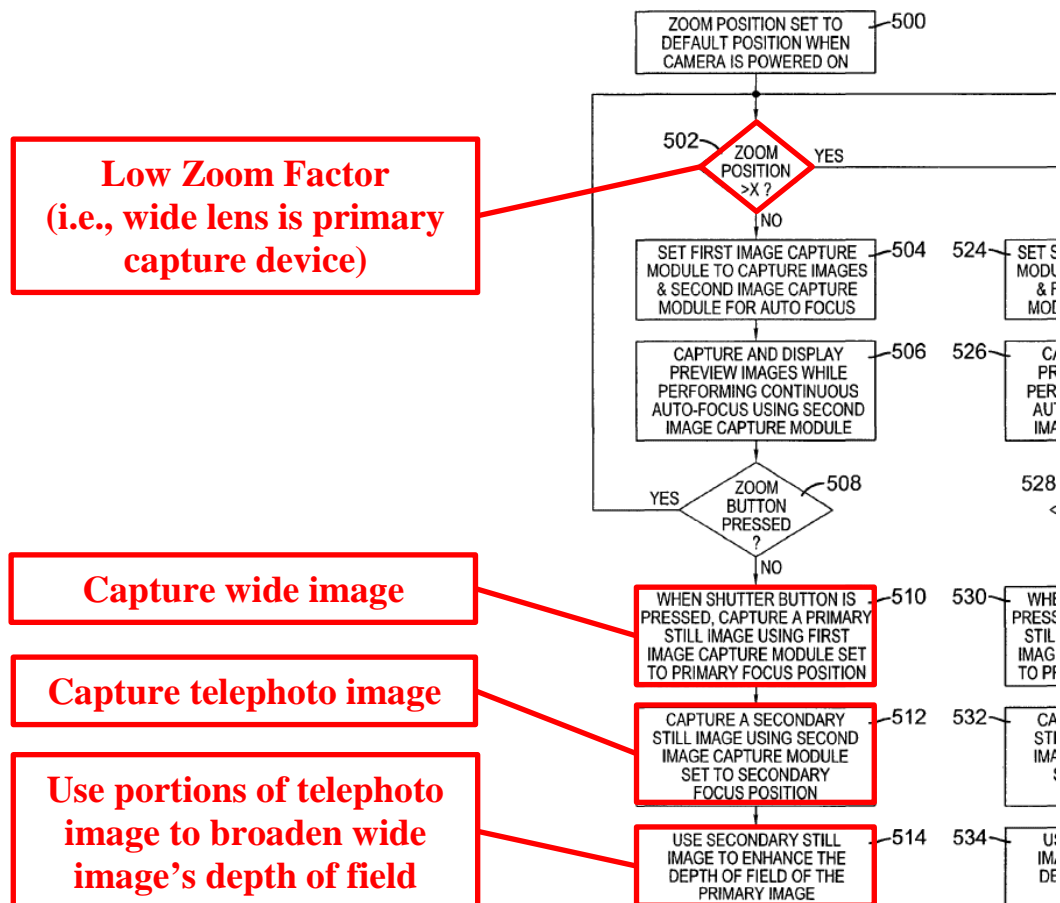 ZOOM POSITION SET TO
DEFAULT POSITION WHEN
CAMERA IS POWERED ON
500
Low Zoom Factor
(i.e., wide lens is primary
capture device)
502
ZOOM
POSITION
>X ?
YES
NO
SET FIRST IMAGE CAPTURE
MODULE TO CAPTURE IMAGES
& SECOND IMAGE CAPTURE
MODULE FOR AUTO FOCUS
504
524
CAPTURE AND DISPLAY
PREVIEW IMAGES WHILE
PERFORMING CONTINUOUS
AUTO-FOCUS USING SECOND
IMAGE CAPTURE MODULE
506
526
YES
ZOOM
BUTTON
PRESSED
?
508
528
NO
Capture wide image
WHEN SHUTTER BUTTON IS
PRESSED, CAPTURE A PRIMARY
STILL IMAGE USING FIRST
IMAGE CAPTURE MODULE SET
TO PRIMARY FOCUS POSITION
510
530
Capture telephoto image
CAPTURE A SECONDARY
STILL IMAGE USING SECOND
IMAGE CAPTURE MODULE
SET TO SECONDARY
FOCUS POSITION
512
532
Use portions of telephoto
image to broaden wide
image's depth of field
USE SECONDARY STILL
IMAGE TO ENHANCE THE
DEPTH OF FIELD OF THE
PRIMARY IMAGE
514
534